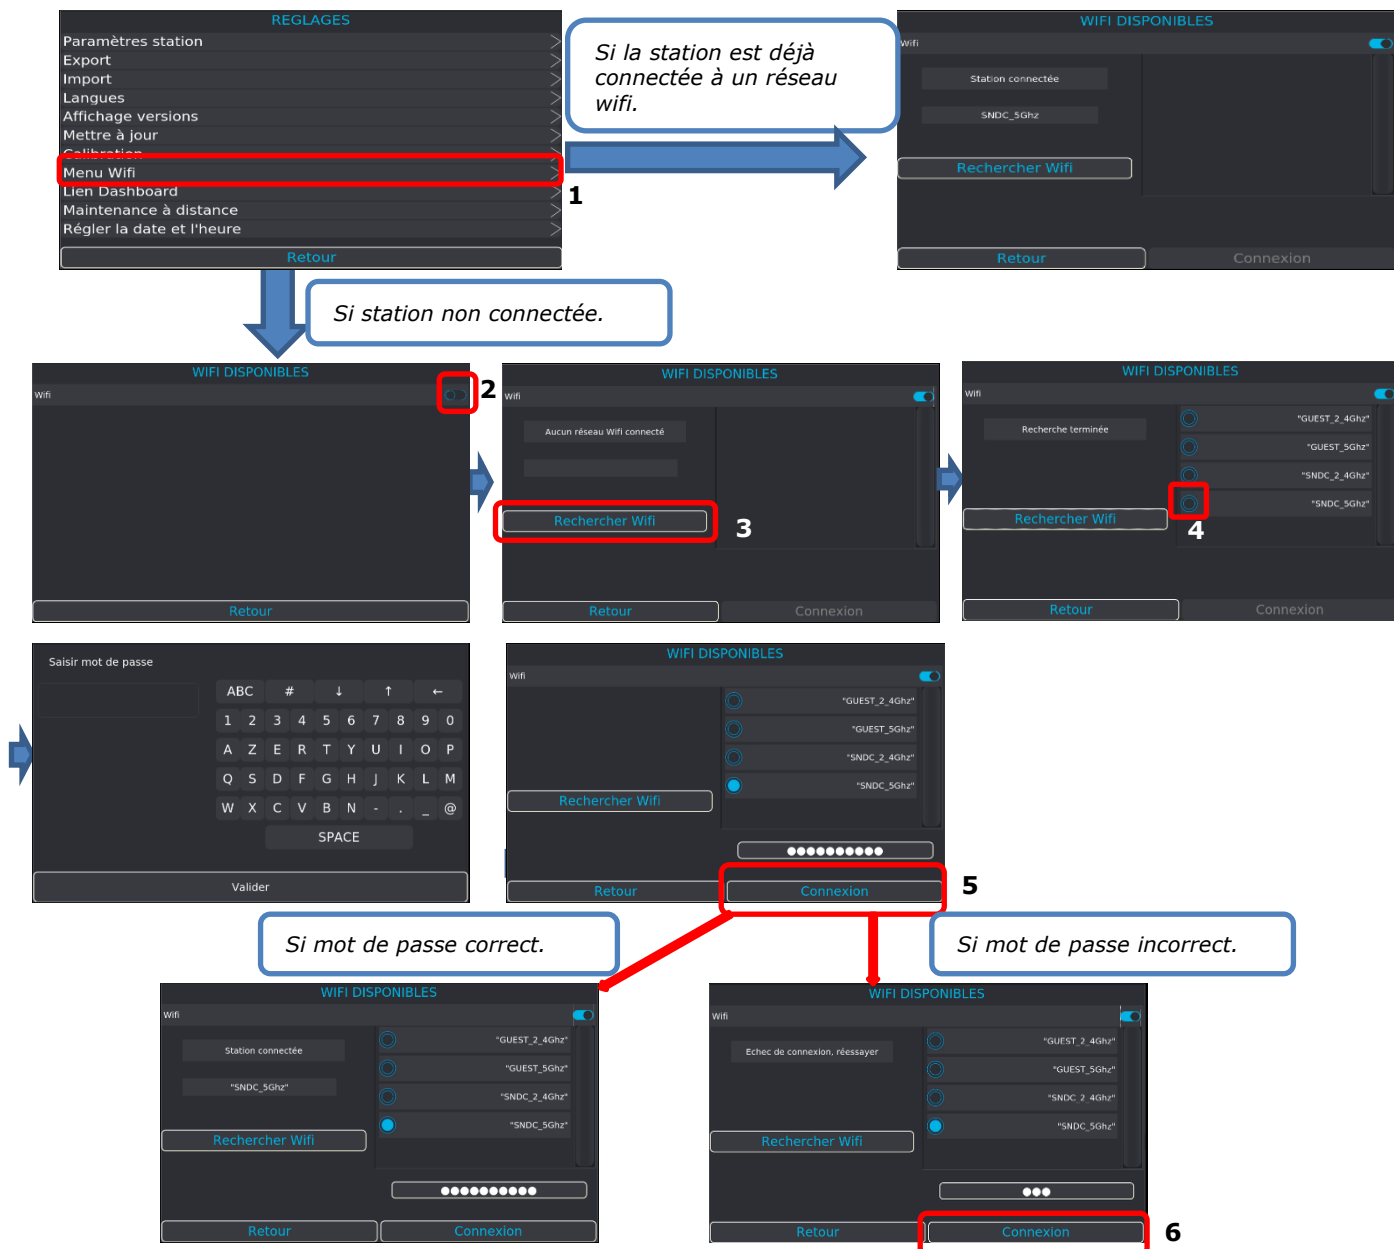 REGLAGES
Paramètres station
Export
Import
Langues
Affichage versions
Mettre à jour
Calibration
Menu Wifi
Lien Dashboard
Maintenance à distance
Régler la date et l'heure
Retour
1
Si la station est déjà
connectée à un réseau
wifi.
WIFI DISPONIBLES
Wifi
Station connectée
SNDC_5Ghz
Rechercher Wifi
Retour
Connexion
Si station non connectée.
WIFI DISPONIBLES
Wifi
2
Retour
WIFI DISPONIBLES
Wifi
Aucun réseau Wifi connecté
Rechercher Wifi
3
Retour
Connexion
WIFI DISPONIBLES
Wifi
Recherche terminée
"GUEST_2_4Ghz"
"GUEST_5Ghz"
"SNDC_2_4Ghz"
"SNDC_5Ghz"
4
Rechercher Wifi
Retour
Connexion
Saisir mot de passe
ABC # ↓ ↑ ←
1 2 3 4 5 6 7 8 9 0
A Z E R T Y U I O P
Q S D F G H J K L M
W X C V B N - . _ @
SPACE
Valider
WIFI DISPONIBLES
Wifi
"GUEST_2_4Ghz"
"GUEST_5Ghz"
"SNDC_2_4Ghz"
"SNDC_5Ghz"
Rechercher Wifi
●●●●●●●●●●
Retour
Connexion
5
Si mot de passe correct.
Si mot de passe incorrect.
WIFI DISPONIBLES
Wifi
Station connectée
"SNDC_5Ghz"
"GUEST_2_4Ghz"
"GUEST_5Ghz"
"SNDC_2_4Ghz"
"SNDC_5Ghz"
Rechercher Wifi
●●●●●●●●●●
Retour
Connexion
WIFI DISPONIBLES
Wifi
Echec de connexion, réessayer
"GUEST_2_4Ghz"
"GUEST_5Ghz"
"SNDC_2_4Ghz"
"SNDC_5Ghz"
Rechercher Wifi
●●●
Retour
Connexion
6